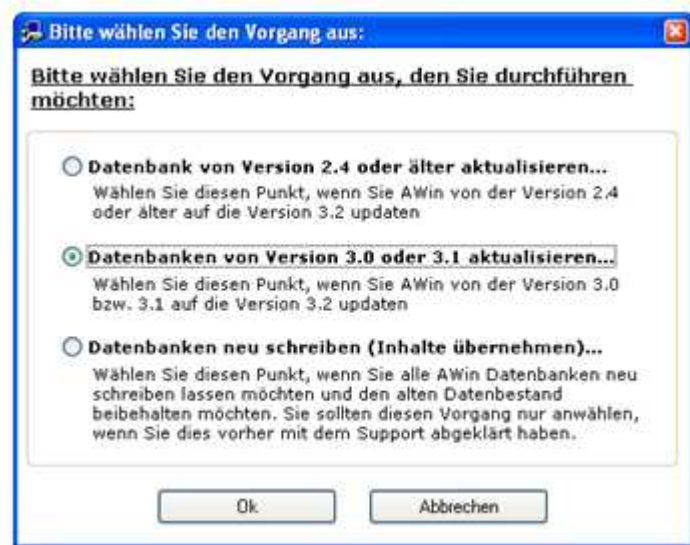 Bitte wählen Sie den Vorgang aus:
Bitte wählen Sie den Vorgang aus, den Sie durchführen
möchten:
Datenbank von Version 2.4 oder älter aktualisieren...
Wählen Sie diesen Punkt, wenn Sie AWin von der Version 2.4
oder älter auf die Version 3.2 updaten
Datenbanken von Version 3.0 oder 3.1 aktualisieren...
Wählen Sie diesen Punkt, wenn Sie AWin von der Version 3.0
bzw. 3.1 auf die Version 3.2 updaten
Datenbanken neu schreiben (Inhalte übernehmen)...
Wählen Sie diesen Punkt, wenn Sie alle AWin Datenbanken neu
schreiben lassen möchten und den alten Datenbestand
beibehalten möchten. Sie sollten diesen Vorgang nur anwählen,
wenn Sie dies vorher mit dem Support abgeklärt haben.
Ok
Abbrechen